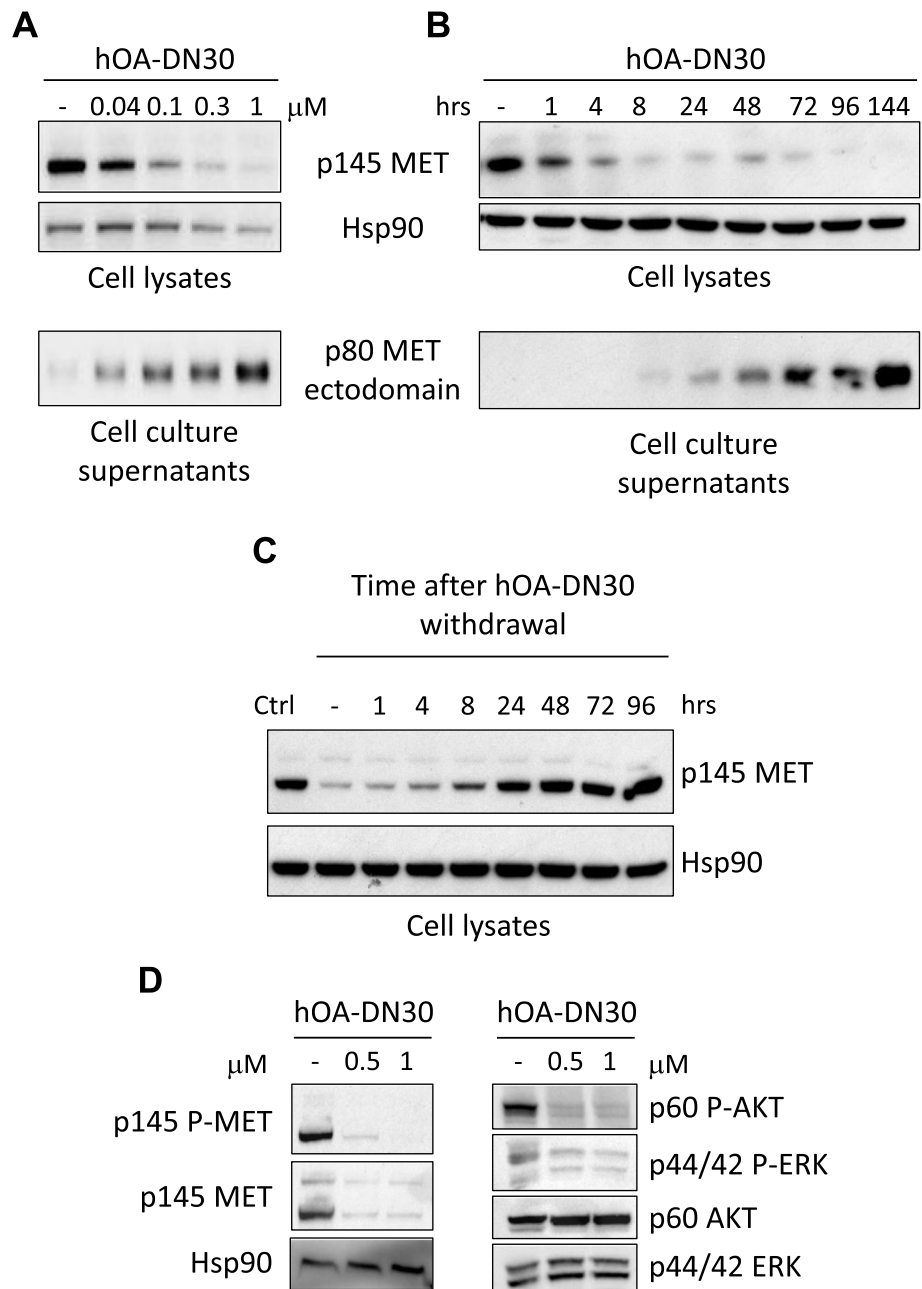 A
hOA-DN30
- 0.04 0.1 0.3 1 μM
p145 MET
Hsp90
Cell lysates
p80 MET
ectodomain
Cell culture
supernatants
B
hOA-DN30
hrs - 1 4 8 24 48 72 96 144
Cell lysates
Cell culture
supernatants
C
Time after hOA-DN30
withdrawal
Ctrl - 1 4 8 24 48 72 96 hrs
p145 MET
Hsp90
Cell lysates
D
hOA-DN30
μM - 0.5 1
p145 P-MET
p145 MET
Hsp90
hOA-DN30
- 0.5 1 μM
p60 P-AKT
p44/42 P-ERK
p60 AKT
p44/42 ERK